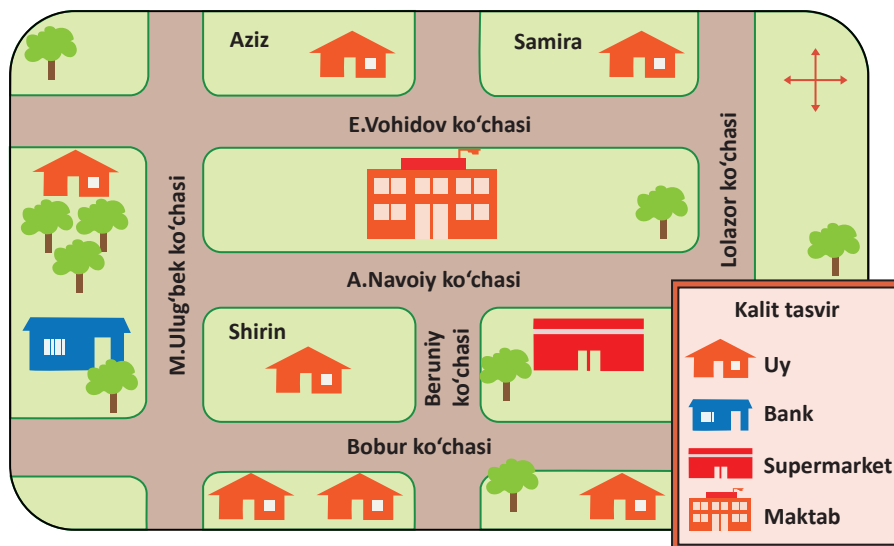 Aziz
Samira
E.Vohidov ko‘chasi
M.Ulug‘bek ko‘chasi
Lolazor ko‘chasi
A.Navoiy ko‘chasi
Shirin
Beruniy
ko‘chasi
Bobur ko‘chasi
Kalit tasvir
Uy
Bank
Supermarket
Maktab